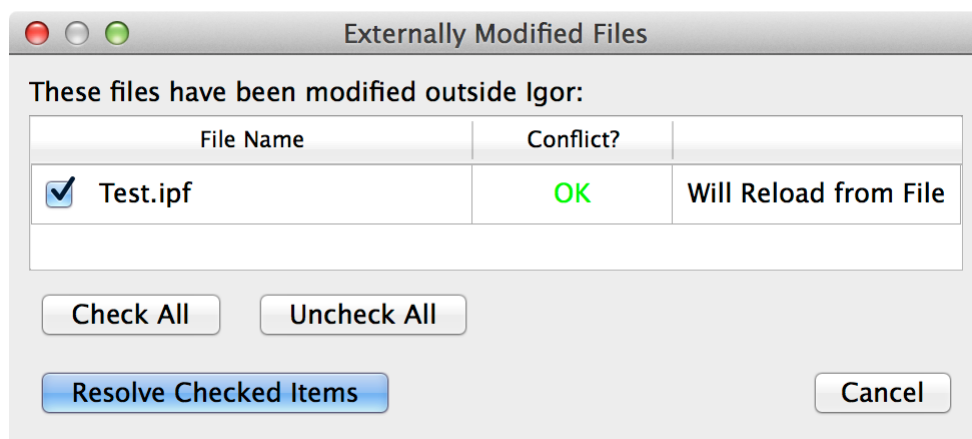 Externally Modified Files
These files have been modified outside Igor:
File Name Conflict?
Test.ipf OK Will Reload from File
Check All Uncheck All
Resolve Checked Items Cancel